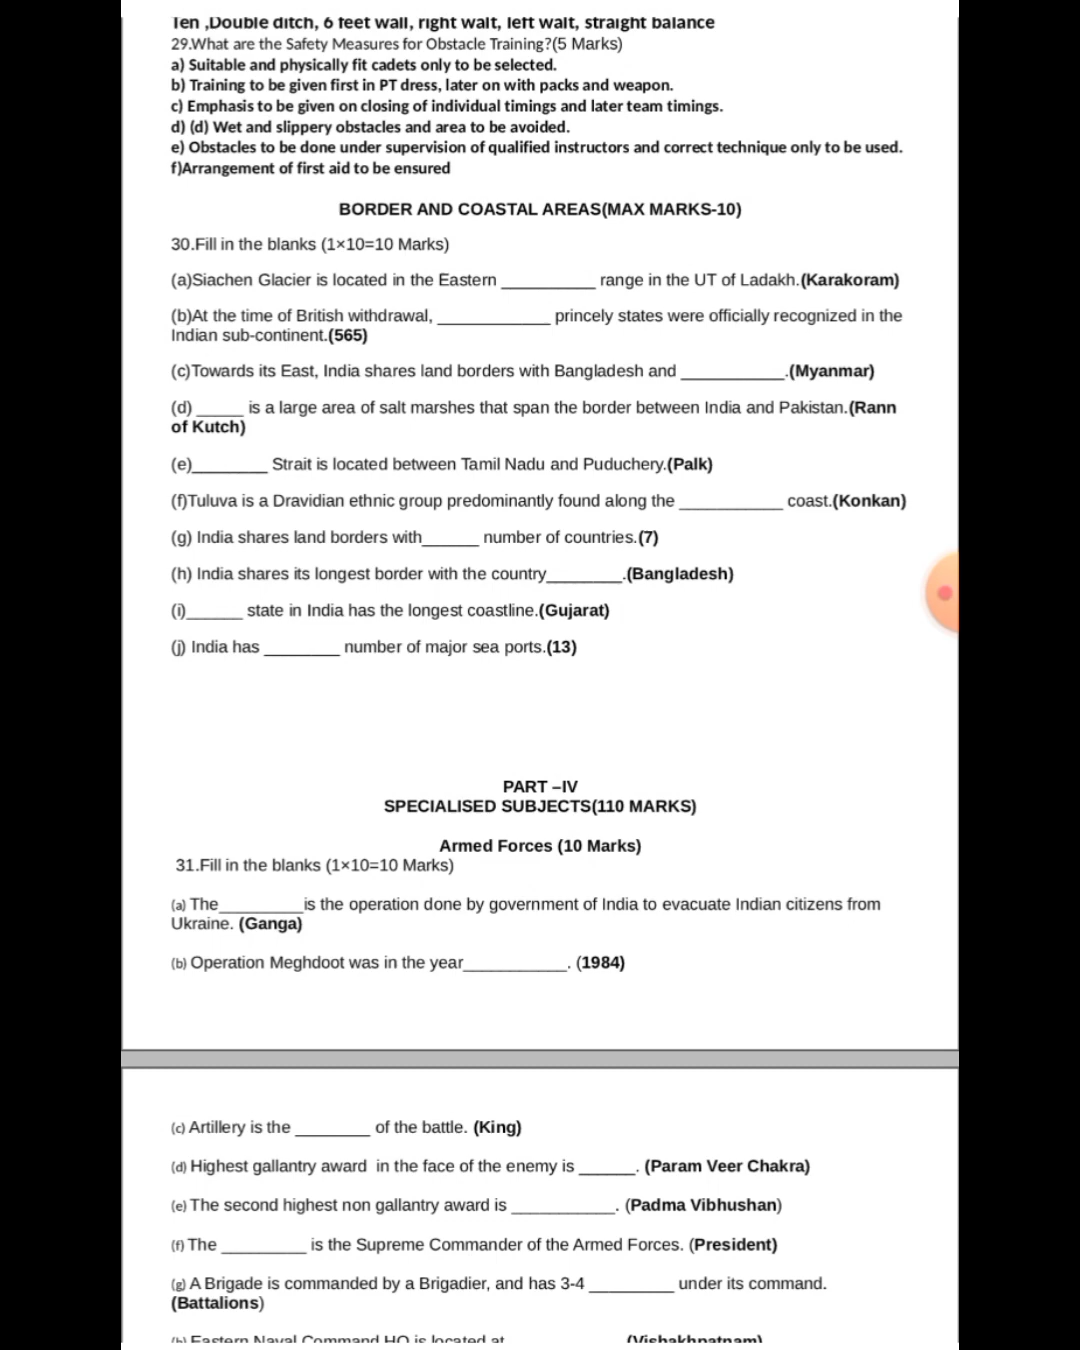 Ten ,Double ditch, 6 feet wall, right walt, left walt, straight balance
29.What are the Safety Measures for Obstacle Training?(5 Marks)
a) Suitable and physically fit cadets only to be selected.
b) Training to be given first in PT dress, later on with packs and weapon.
c) Emphasis to be given on closing of individual timings and later team timings.
d) (d) Wet and slippery obstacles and area to be avoided.
e) Obstacles to be done under supervision of qualified instructors and correct technique only to be used.
f)Arrangement of first aid to be ensured
BORDER AND COASTAL AREAS(MAX MARKS-10)
30.Fill in the blanks (1×10=10 Marks)
(a)Siachen Glacier is located in the Eastern __________ range in the UT of Ladakh.(Karakoram)
(b)At the time of British withdrawal, ____________ princely states were officially recognized in the
Indian sub-continent.(565)
(c)Towards its East, India shares land borders with Bangladesh and ___________.(Myanmar)
(d) _____ is a large area of salt marshes that span the border between India and Pakistan.(Rann
of Kutch)
(e)________ Strait is located between Tamil Nadu and Puduchery.(Palk)
(f)Tuluva is a Dravidian ethnic group predominantly found along the ___________ coast.(Konkan)
(g) India shares land borders with______ number of countries.(7)
(h) India shares its longest border with the country________.(Bangladesh)
(i)______ state in India has the longest coastline.(Gujarat)
(j) India has ________ number of major sea ports.(13)
PART –IV
SPECIALISED SUBJECTS(110 MARKS)
Armed Forces (10 Marks)
31.Fill in the blanks (1×10=10 Marks)
(a) The_________is the operation done by government of India to evacuate Indian citizens from
Ukraine. (Ganga)
(b) Operation Meghdoot was in the year___________. (1984)
(c) Artillery is the ________ of the battle. (King)
(d) Highest gallantry award in the face of the enemy is ______. (Param Veer Chakra)
(e) The second highest non gallantry award is ___________. (Padma Vibhushan)
(f) The _________ is the Supreme Commander of the Armed Forces. (President)
(g) A Brigade is commanded by a Brigadier, and has 3-4 _________ under its command.
(Battalions)
(h) Eastern Naval Command HQ is located at (Vishakhpatnam)